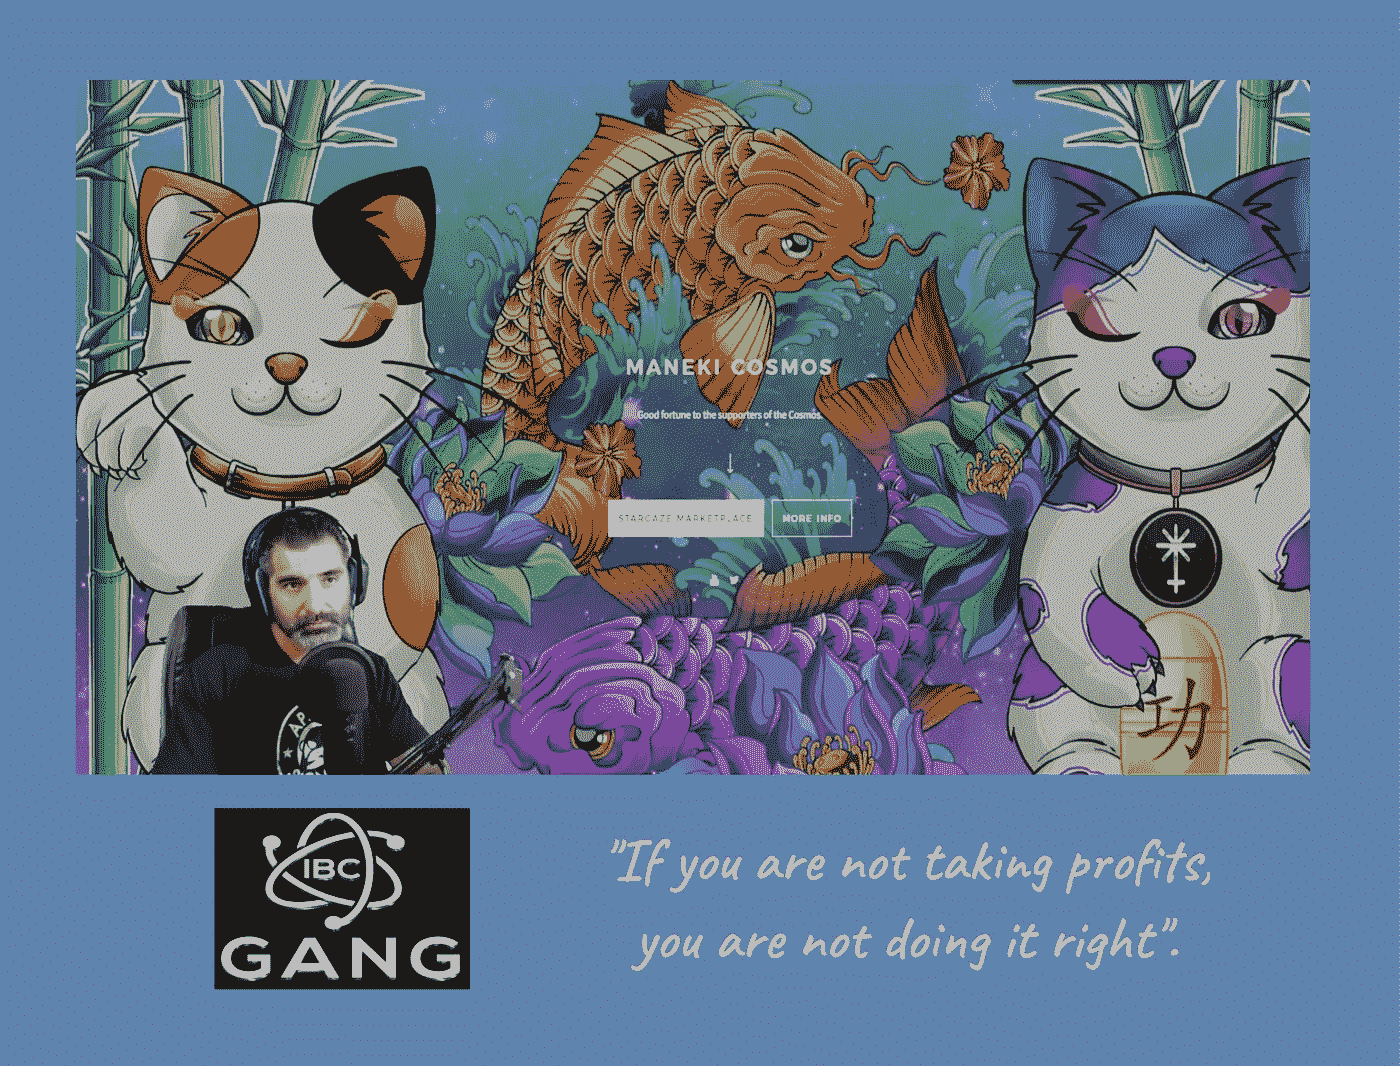 MANEKI COSMOS
Good fortune to the supporters of the Cosmos.
STARGAZE MARKETPLACE
MORE INFO
AP
功
IBC
GANG
"If you are not taking profits,
you are not doing it right".